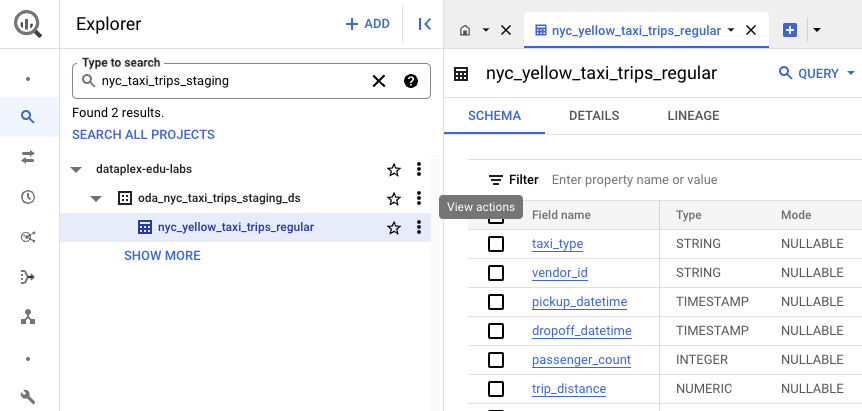 Explorer
+ ADD
Type to search
nyc_taxi_trips_staging
Found 2 results.
SEARCH ALL PROJECTS
dataplex-edu-labs
oda_nyc_taxi_trips_staging_ds
nyc_yellow_taxi_trips_regular
SHOW MORE
nyc_yellow_taxi_trips_regular
nyc_yellow_taxi_trips_regular
QUERY
SCHEMA DETAILS LINEAGE
Filter Enter property name or value
View actions
Field name Type Mode
taxi_type STRING NULLABLE
vendor_id STRING NULLABLE
pickup_datetime TIMESTAMP NULLABLE
dropoff_datetime TIMESTAMP NULLABLE
passenger_count INTEGER NULLABLE
trip_distance NUMERIC NULLABLE